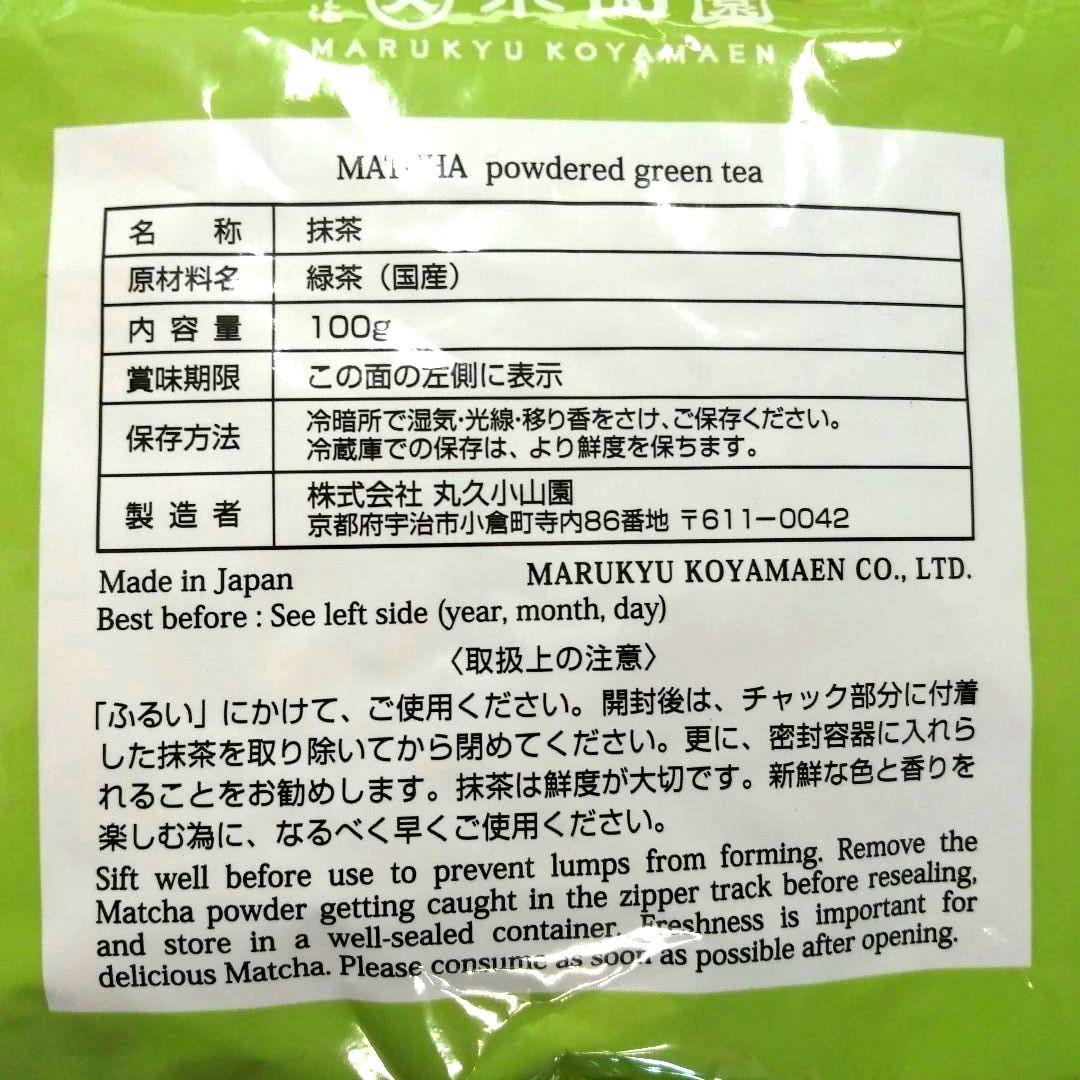 山園
MARUKYU KOYAMAEN
MATCHA powdered green tea
名 称 抹茶
原材料名 緑茶（国産）
内容量 100g
賞味期限 この面の左側に表示
保存方法 冷暗所で湿気・光線・移り香をさけ、ご保存ください。
冷蔵庫での保存は、より鮮度を保ちます。
製造者 株式会社 丸久小山園
京都府宇治市小倉町寺内86番地 〒611－0042
Made in Japan MARUKYU KOYAMAEN CO., LTD.
Best before : See left side (year, month, day)
〈取扱上の注意〉
「ふるい」にかけて、ご使用ください。開封後は、チャック部分に付着
した抹茶を取り除いてから閉めてください。更に、密封容器に入れら
れることをお勧めします。抹茶は鮮度が大切です。新鮮な色と香りを
楽しむ為に、なるべく早くご使用ください。
Sift well before use to prevent lumps from forming. Remove the
Matcha powder getting caught in the zipper track before resealing,
and store in a well-sealed container. Freshness is important for
delicious Matcha. Please consume as soon as possible after opening.